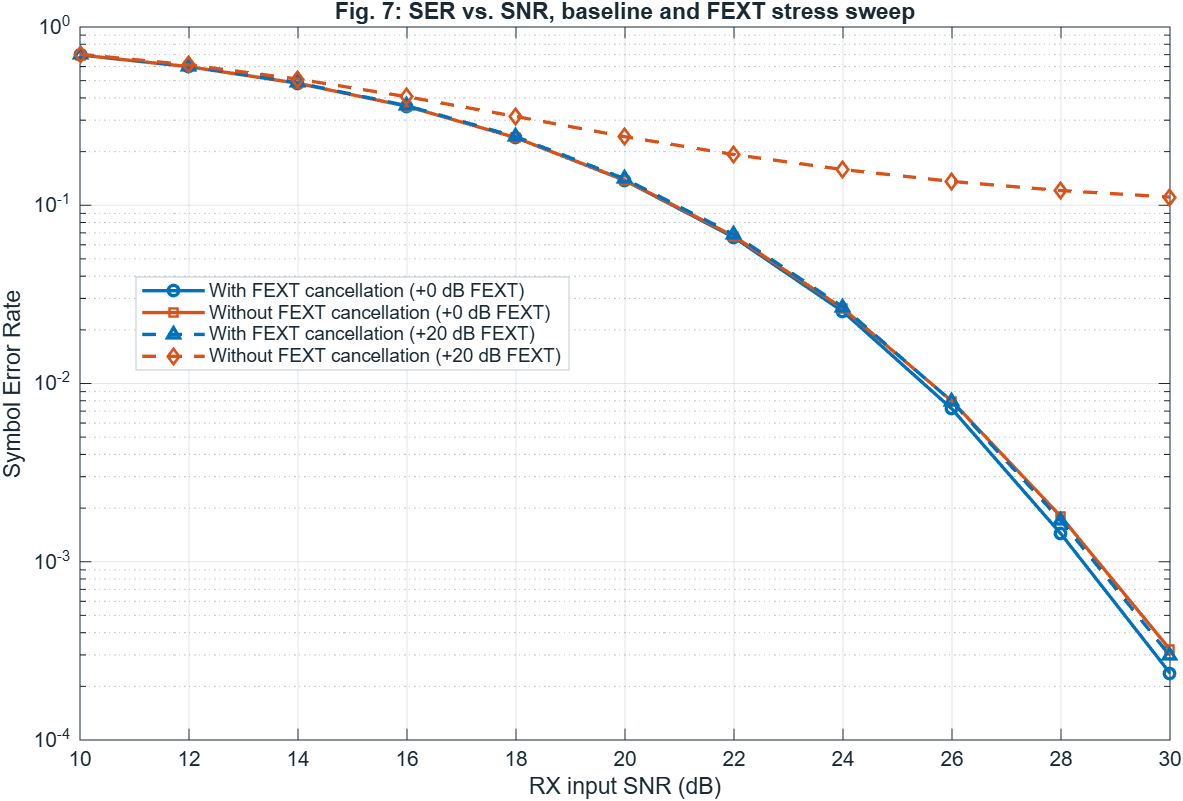 Fig. 7: SER vs. SNR, baseline and FEXT stress sweep
Symbol Error Rate
10^0
10^-1
10^-2
10^-3
10^-4
With FEXT cancellation (+0 dB FEXT)
Without FEXT cancellation (+0 dB FEXT)
With FEXT cancellation (+20 dB FEXT)
Without FEXT cancellation (+20 dB FEXT)
10 12 14 16 18 20 22 24 26 28 30
RX input SNR (dB)